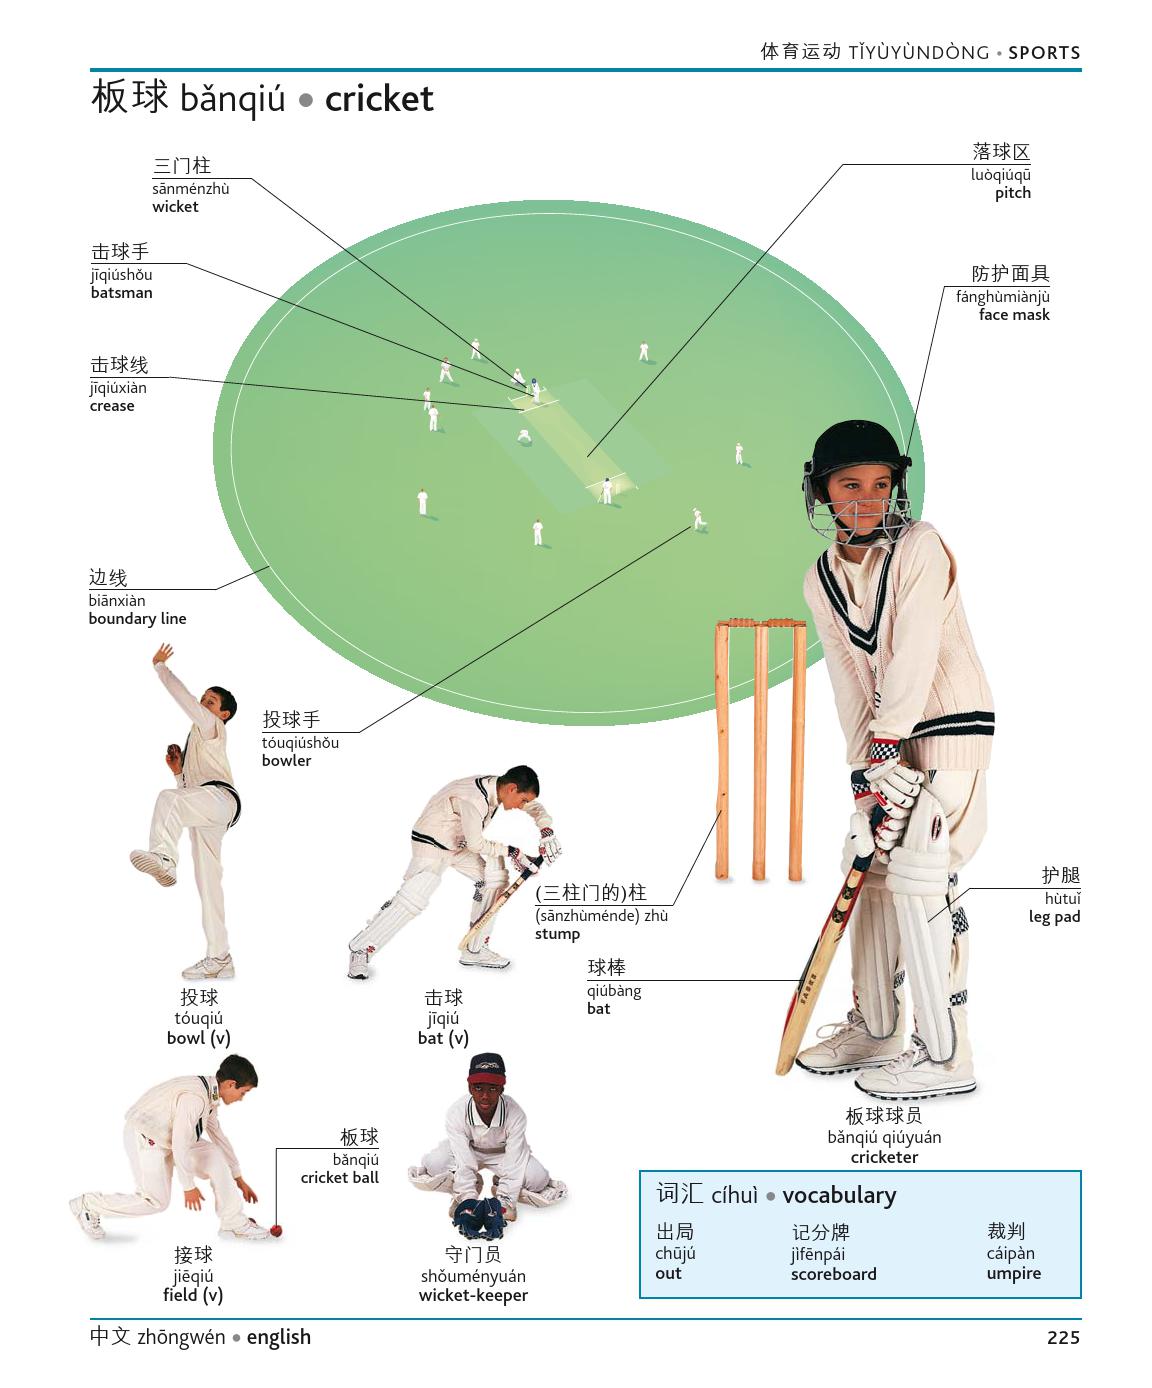 体育运动 TǏYÙYÙNDÒNG • SPORTS
板球 bǎnqiú • cricket
三门柱
sānménzhù
wicket
落球区
luòqiúqū
pitch
击球手
jīqiúshǒu
batsman
防护面具
fánghùmiànjù
face mask
击球线
jīqiúxiàn
crease
边线
biānxiàn
boundary line
投球手
tóuqiúshǒu
bowler
(三柱门的)柱
(sānzhùménde) zhù
stump
护腿
hùtuǐ
leg pad
球棒
qiúbàng
bat
投球
tóuqiú
bowl (v)
击球
jīqiú
bat (v)
板球球员
bǎnqiú qiúyuán
cricketer
板球
bǎnqiú
cricket ball
接球
jiēqiú
field (v)
守门员
shǒuményuán
wicket-keeper
词汇 cíhuì • vocabulary
出局
chūjú
out
记分牌
jìfēnpái
scoreboard
裁判
cáipàn
umpire
中文 zhōngwén • english
225